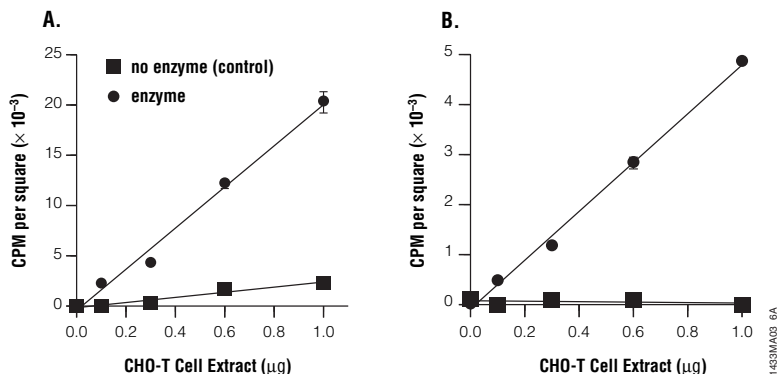 A.
CPM per square (× 10⁻³)
25
20
15
10
5
0
no enzyme (control)
enzyme
0.0 0.2 0.4 0.6 0.8 1.0
CHO-T Cell Extract (μg)
B.
CPM per square (× 10⁻³)
5
4
3
2
1
0
0.0 0.2 0.4 0.6 0.8 1.0
CHO-T Cell Extract (μg)
1433MA03 6A